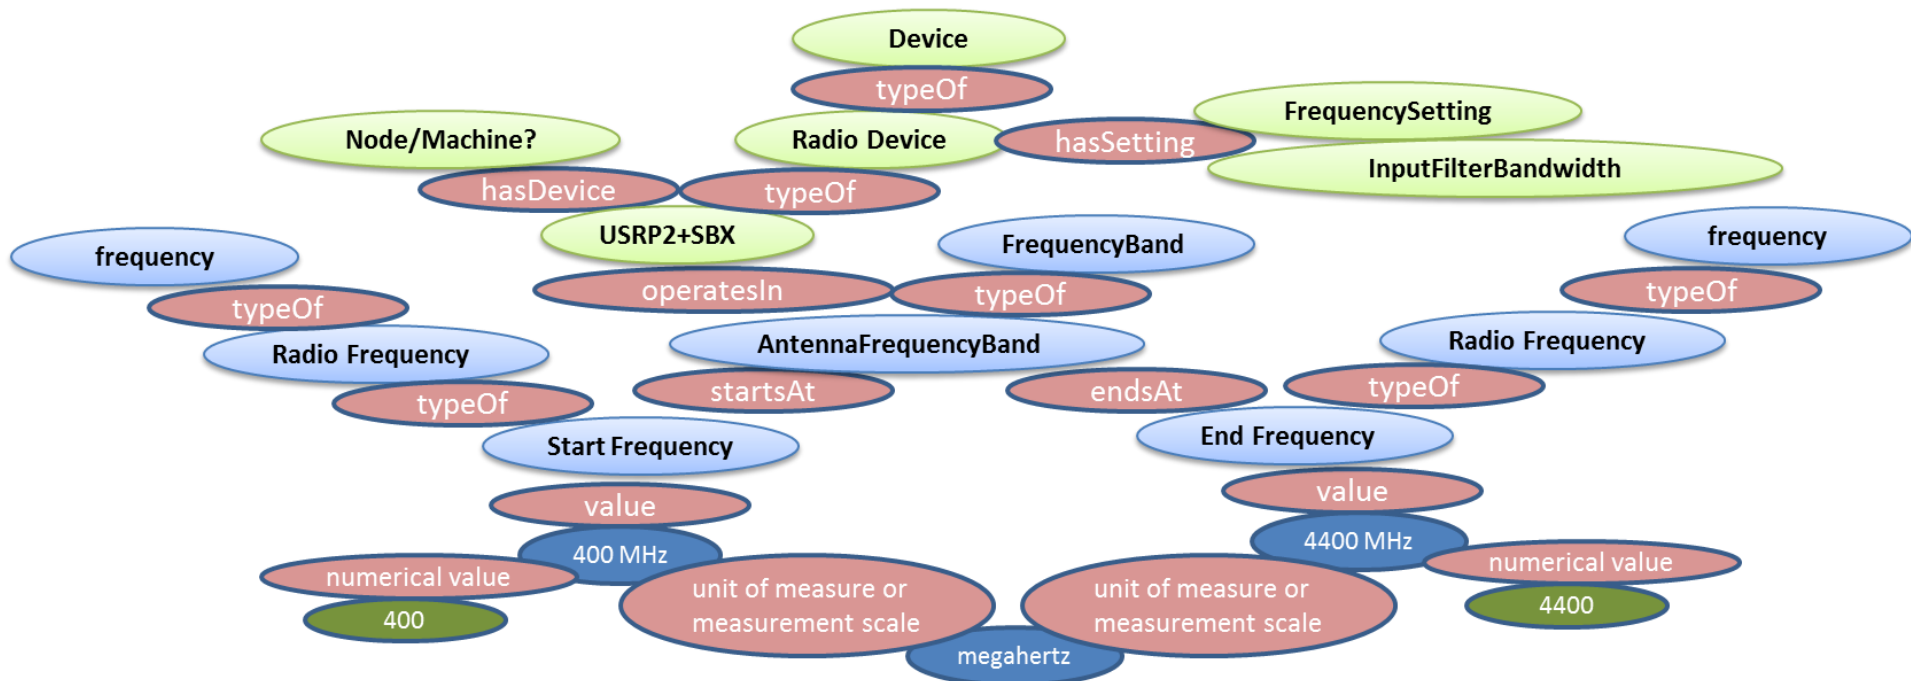 Device
typeOf
FrequencySetting
Node/Machine?
Radio Device
hasSetting
InputFilterBandwidth
hasDevice
typeOf
USRP2+SBX
FrequencyBand
frequency
frequency
operatesIn
typeOf
typeOf
typeOf
Radio Frequency
AntennaFrequencyBand
Radio Frequency
typeOf
startsAt
endsAt
typeOf
Start Frequency
End Frequency
value
value
400 MHz
4400 MHz
numerical value
unit of measure or
measurement scale
unit of measure or
measurement scale
numerical value
400
4400
megahertz